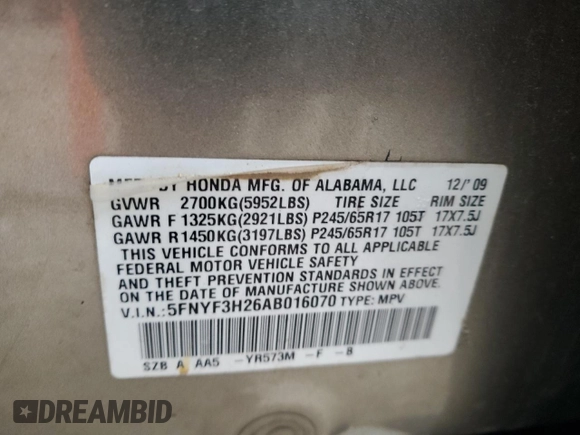 MFD. BY HONDA MFG. OF ALABAMA, LLC 12/'09
GVWR 2700KG(5952LBS) TIRE SIZE RIM SIZE
GAWR F 1325KG(2921LBS) P245/65R17 105T 17X7.5J
GAWR R 1450KG(3197LBS) P245/65R17 105T 17X7.5J
THIS VEHICLE CONFORMS TO ALL APPLICABLE
FEDERAL MOTOR VEHICLE SAFETY
AND THEFT PREVENTION STANDARDS IN EFFECT
ON THE DATE OF MANUFACTURE SHOWN ABOVE.
V.I.N.:5FNYF3H26AB016070 TYPE: MPV
SZB A AA5 -YR573M -F -8
DREAMBID